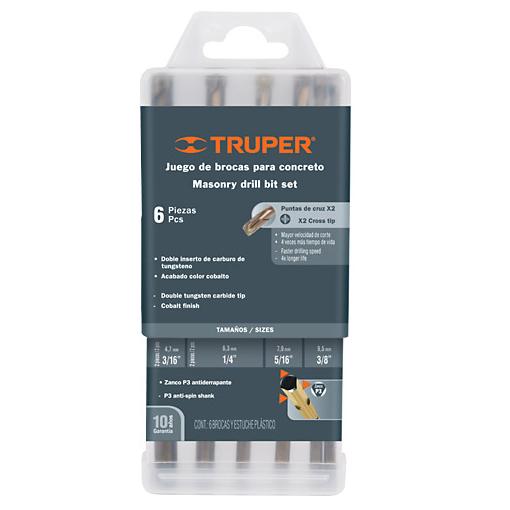 TRUPER®
Juego de brocas para concreto
Masonry drill bit set
6 Piezas
Pcs
Puntas de cruz X2
X2 Cross tip
• Mayor velocidad de corte
• 4 veces más tiempo de vida
- Faster drilling speed
- 4x longer life
• Doble inserto de carburo de
tungsteno
• Acabado color cobalto
- Double tungsten carbide tip
- Cobalt finish
TAMAÑOS / SIZES
4,7 mm
3/16"
6,3 mm
1/4"
7,9 mm
5/16"
9,5 mm
3/8"
• Zanco P3 antiderrapante
- P3 anti-spin shank
Zanco
P3
10 años
Garantía
CONT.: 6 BROCAS Y ESTUCHE PLÁSTICO